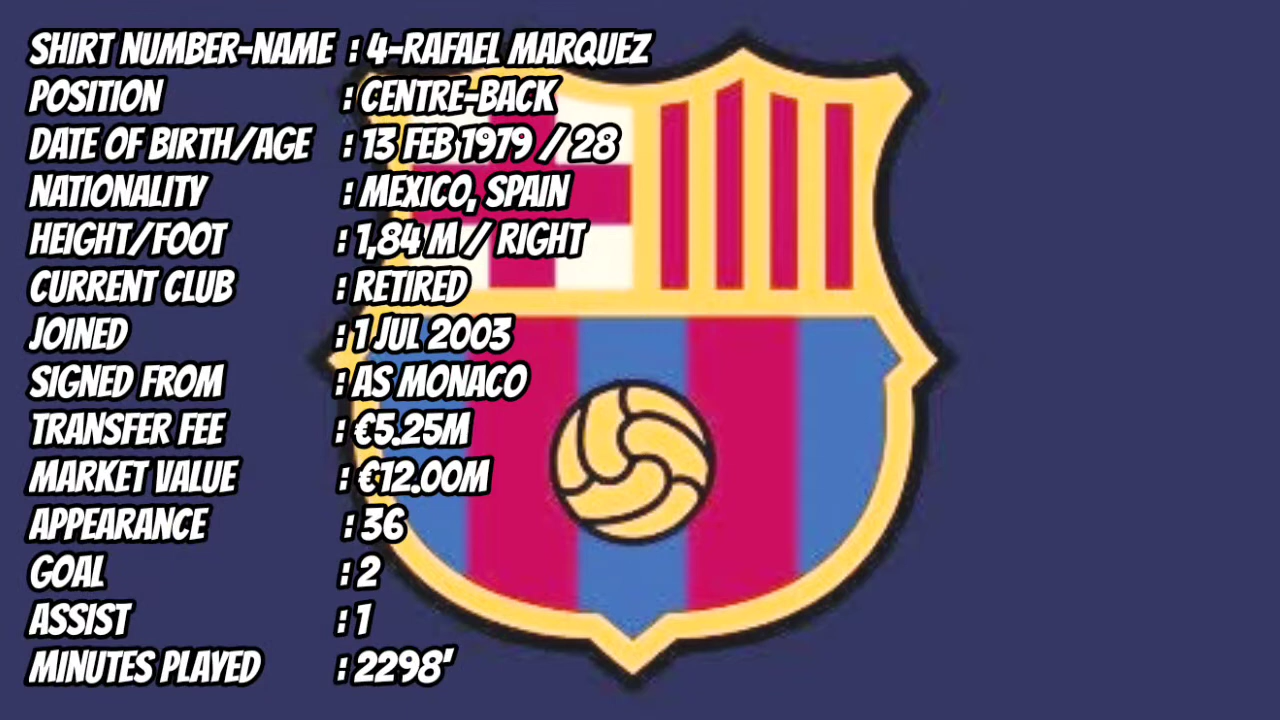 SHIRT NUMBER-NAME : 4-RAFAEL MARQUEZ
POSITION : CENTRE-BACK
DATE OF BIRTH/AGE : 13 FEB 1979 / 28
NATIONALITY : MEXICO, SPAIN
HEIGHT/FOOT : 1,84 M / RIGHT
CURRENT CLUB : RETIRED
JOINED : 1 JUL 2003
SIGNED FROM : AS MONACO
TRANSFER FEE : €5.25M
MARKET VALUE : €12.00M
APPEARANCE : 36
GOAL : 2
ASSIST : 1
MINUTES PLAYED : 2298'